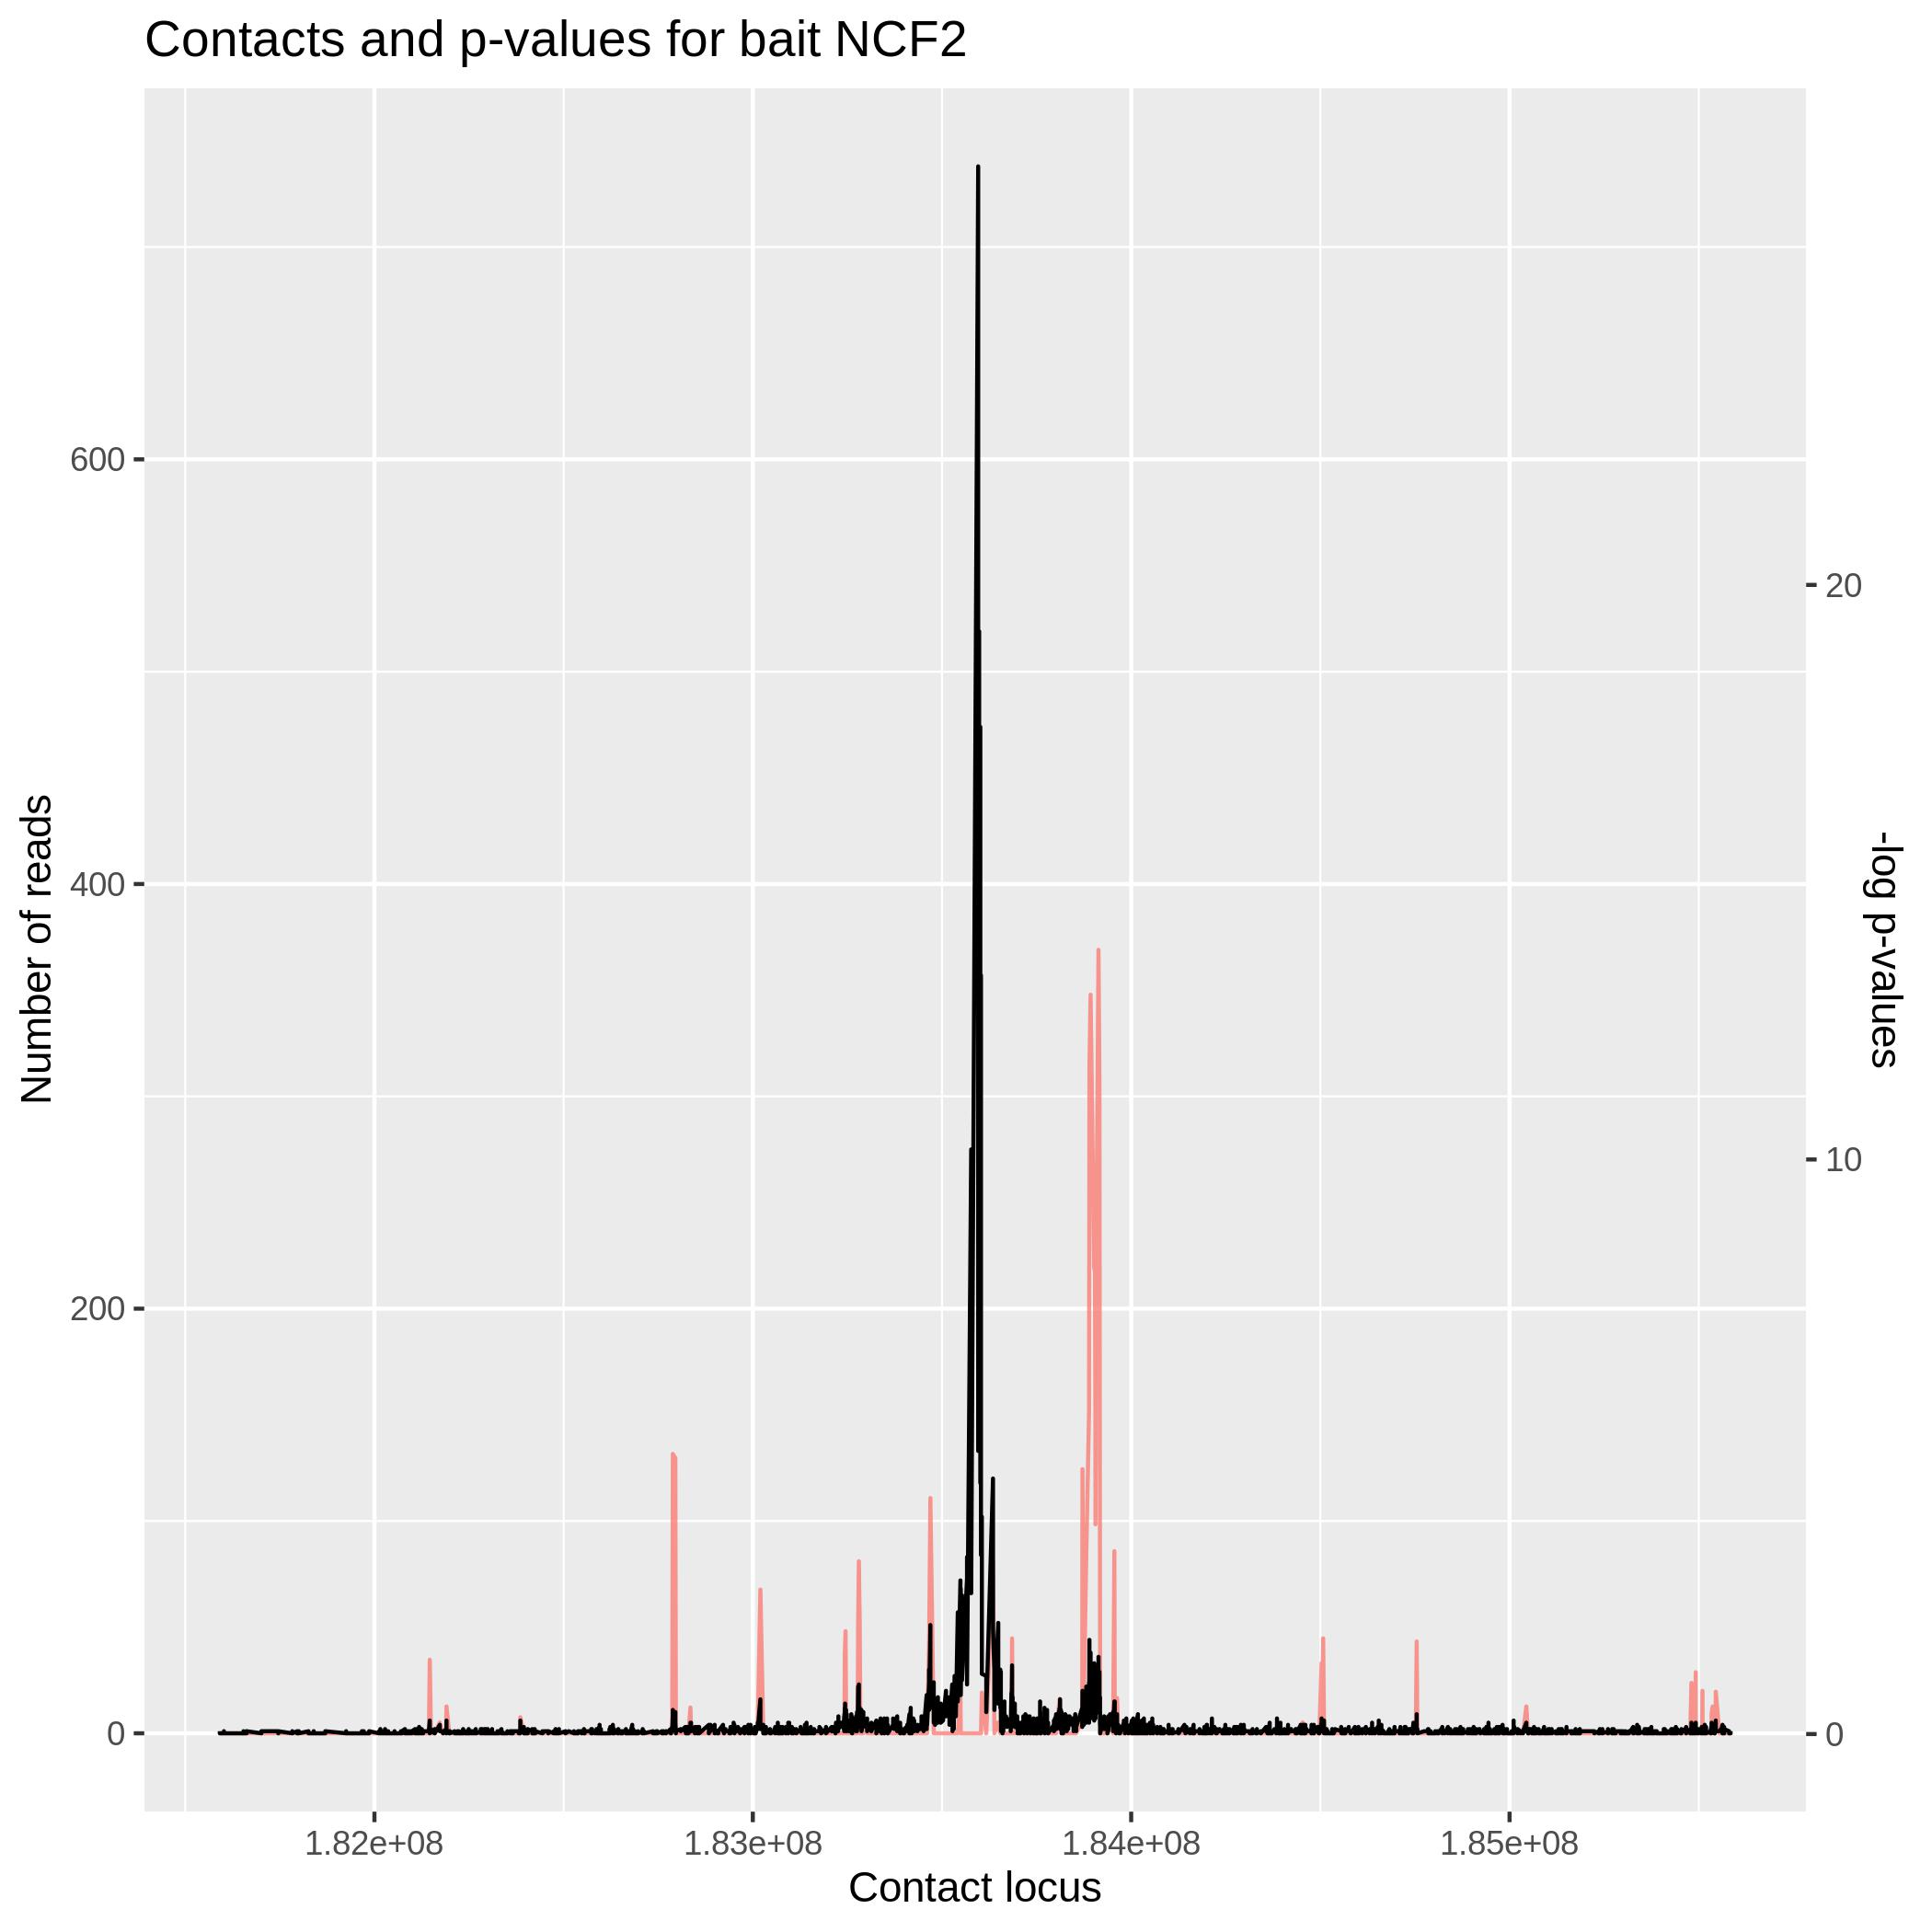 Contacts and p-values for bait NCF2
Number of reads
600
400
200
0
20
10
0
-log p-values
1.82e+08
1.83e+08
1.84e+08
1.85e+08
Contact locus